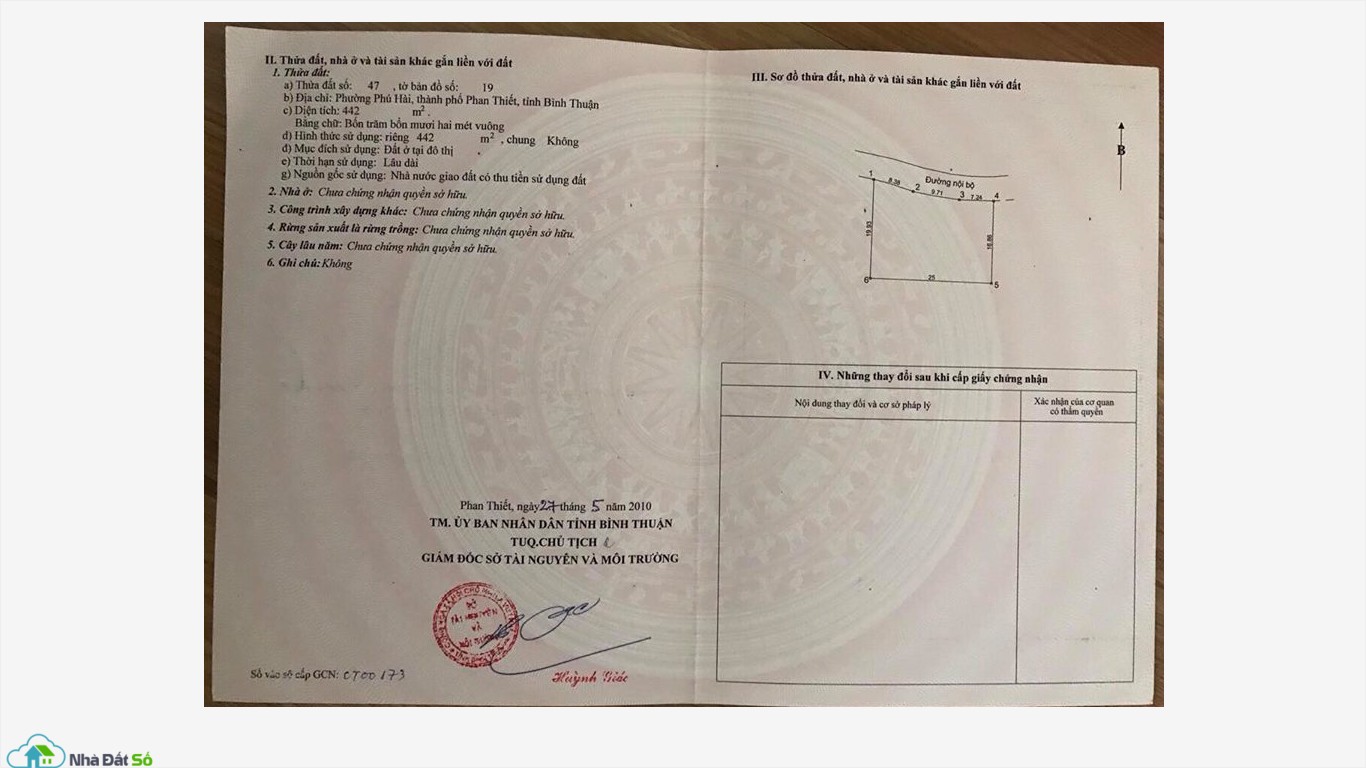 II. Thửa đất, nhà ở và tài sản khác gắn liền với đất
1. Thửa đất:
a) Thửa đất số: 47 , tờ bản đồ số: 19
b) Địa chỉ: Phường Phú Hài, thành phố Phan Thiết, tỉnh Bình Thuận
c) Diện tích: 442 m².
Bằng chữ: Bốn trăm bốn mươi hai mét vuông
d) Hình thức sử dụng: riêng 442 m² , chung Không
đ) Mục đích sử dụng: Đất ở tại đô thị
e) Thời hạn sử dụng: Lâu dài
g) Nguồn gốc sử dụng: Nhà nước giao đất có thu tiền sử dụng đất
2. Nhà ở: Chưa chứng nhận quyền sở hữu.
3. Công trình xây dựng khác: Chưa chứng nhận quyền sở hữu.
4. Rừng sản xuất là rừng trồng: Chưa chứng nhận quyền sở hữu.
5. Cây lâu năm: Chưa chứng nhận quyền sở hữu.
6. Ghi chú: Không
Phan Thiết, ngày 27 tháng 5 năm 2010
TM. ỦY BAN NHÂN DÂN TỈNH BÌNH THUẬN
TUQ.CHỦ TỊCH
GIÁM ĐỐC SỞ TÀI NGUYÊN VÀ MÔI TRƯỜNG
SỞ
TÀI NGUYÊN
VÀ
MÔI TRƯỜNG
Huỳnh Giác
Số vào sổ cấp GCN: CT00173
III. Sơ đồ thửa đất, nhà ở và tài sản khác gắn liền với đất
B
Đường nội bộ
1 8.38 2 9.71 3 7.24 4
19.93
25
6 5
IV. Những thay đổi sau khi cấp giấy chứng nhận
Nội dung thay đổi và cơ sở pháp lý
Xác nhận của cơ quan
có thẩm quyền
Nhà Đất Số